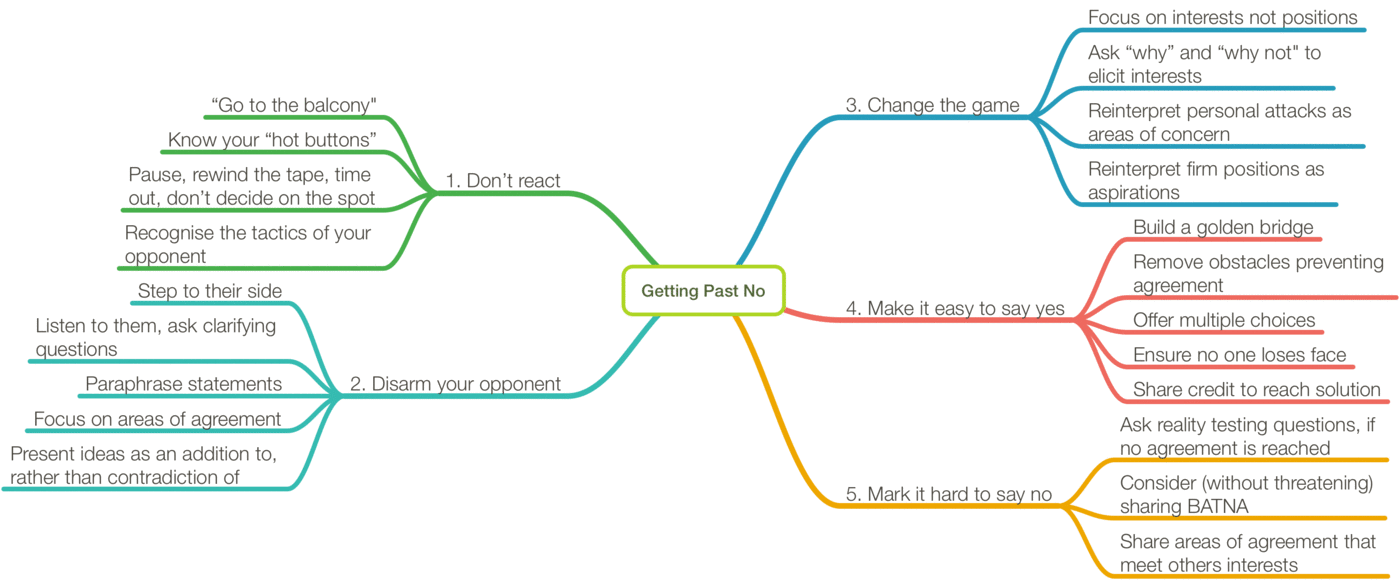 Getting Past No
1. Don’t react
“Go to the balcony"
Know your “hot buttons”
Pause, rewind the tape, time
out, don’t decide on the spot
Recognise the tactics of your
opponent
2. Disarm your opponent
Step to their side
Listen to them, ask clarifying
questions
Paraphrase statements
Focus on areas of agreement
Present ideas as an addition to,
rather than contradiction of
3. Change the game
Focus on interests not positions
Ask “why” and “why not" to
elicit interests
Reinterpret personal attacks as
areas of concern
Reinterpret firm positions as
aspirations
4. Make it easy to say yes
Build a golden bridge
Remove obstacles preventing
agreement
Offer multiple choices
Ensure no one loses face
Share credit to reach solution
5. Mark it hard to say no
Ask reality testing questions, if
no agreement is reached
Consider (without threatening)
sharing BATNA
Share areas of agreement that
meet others interests